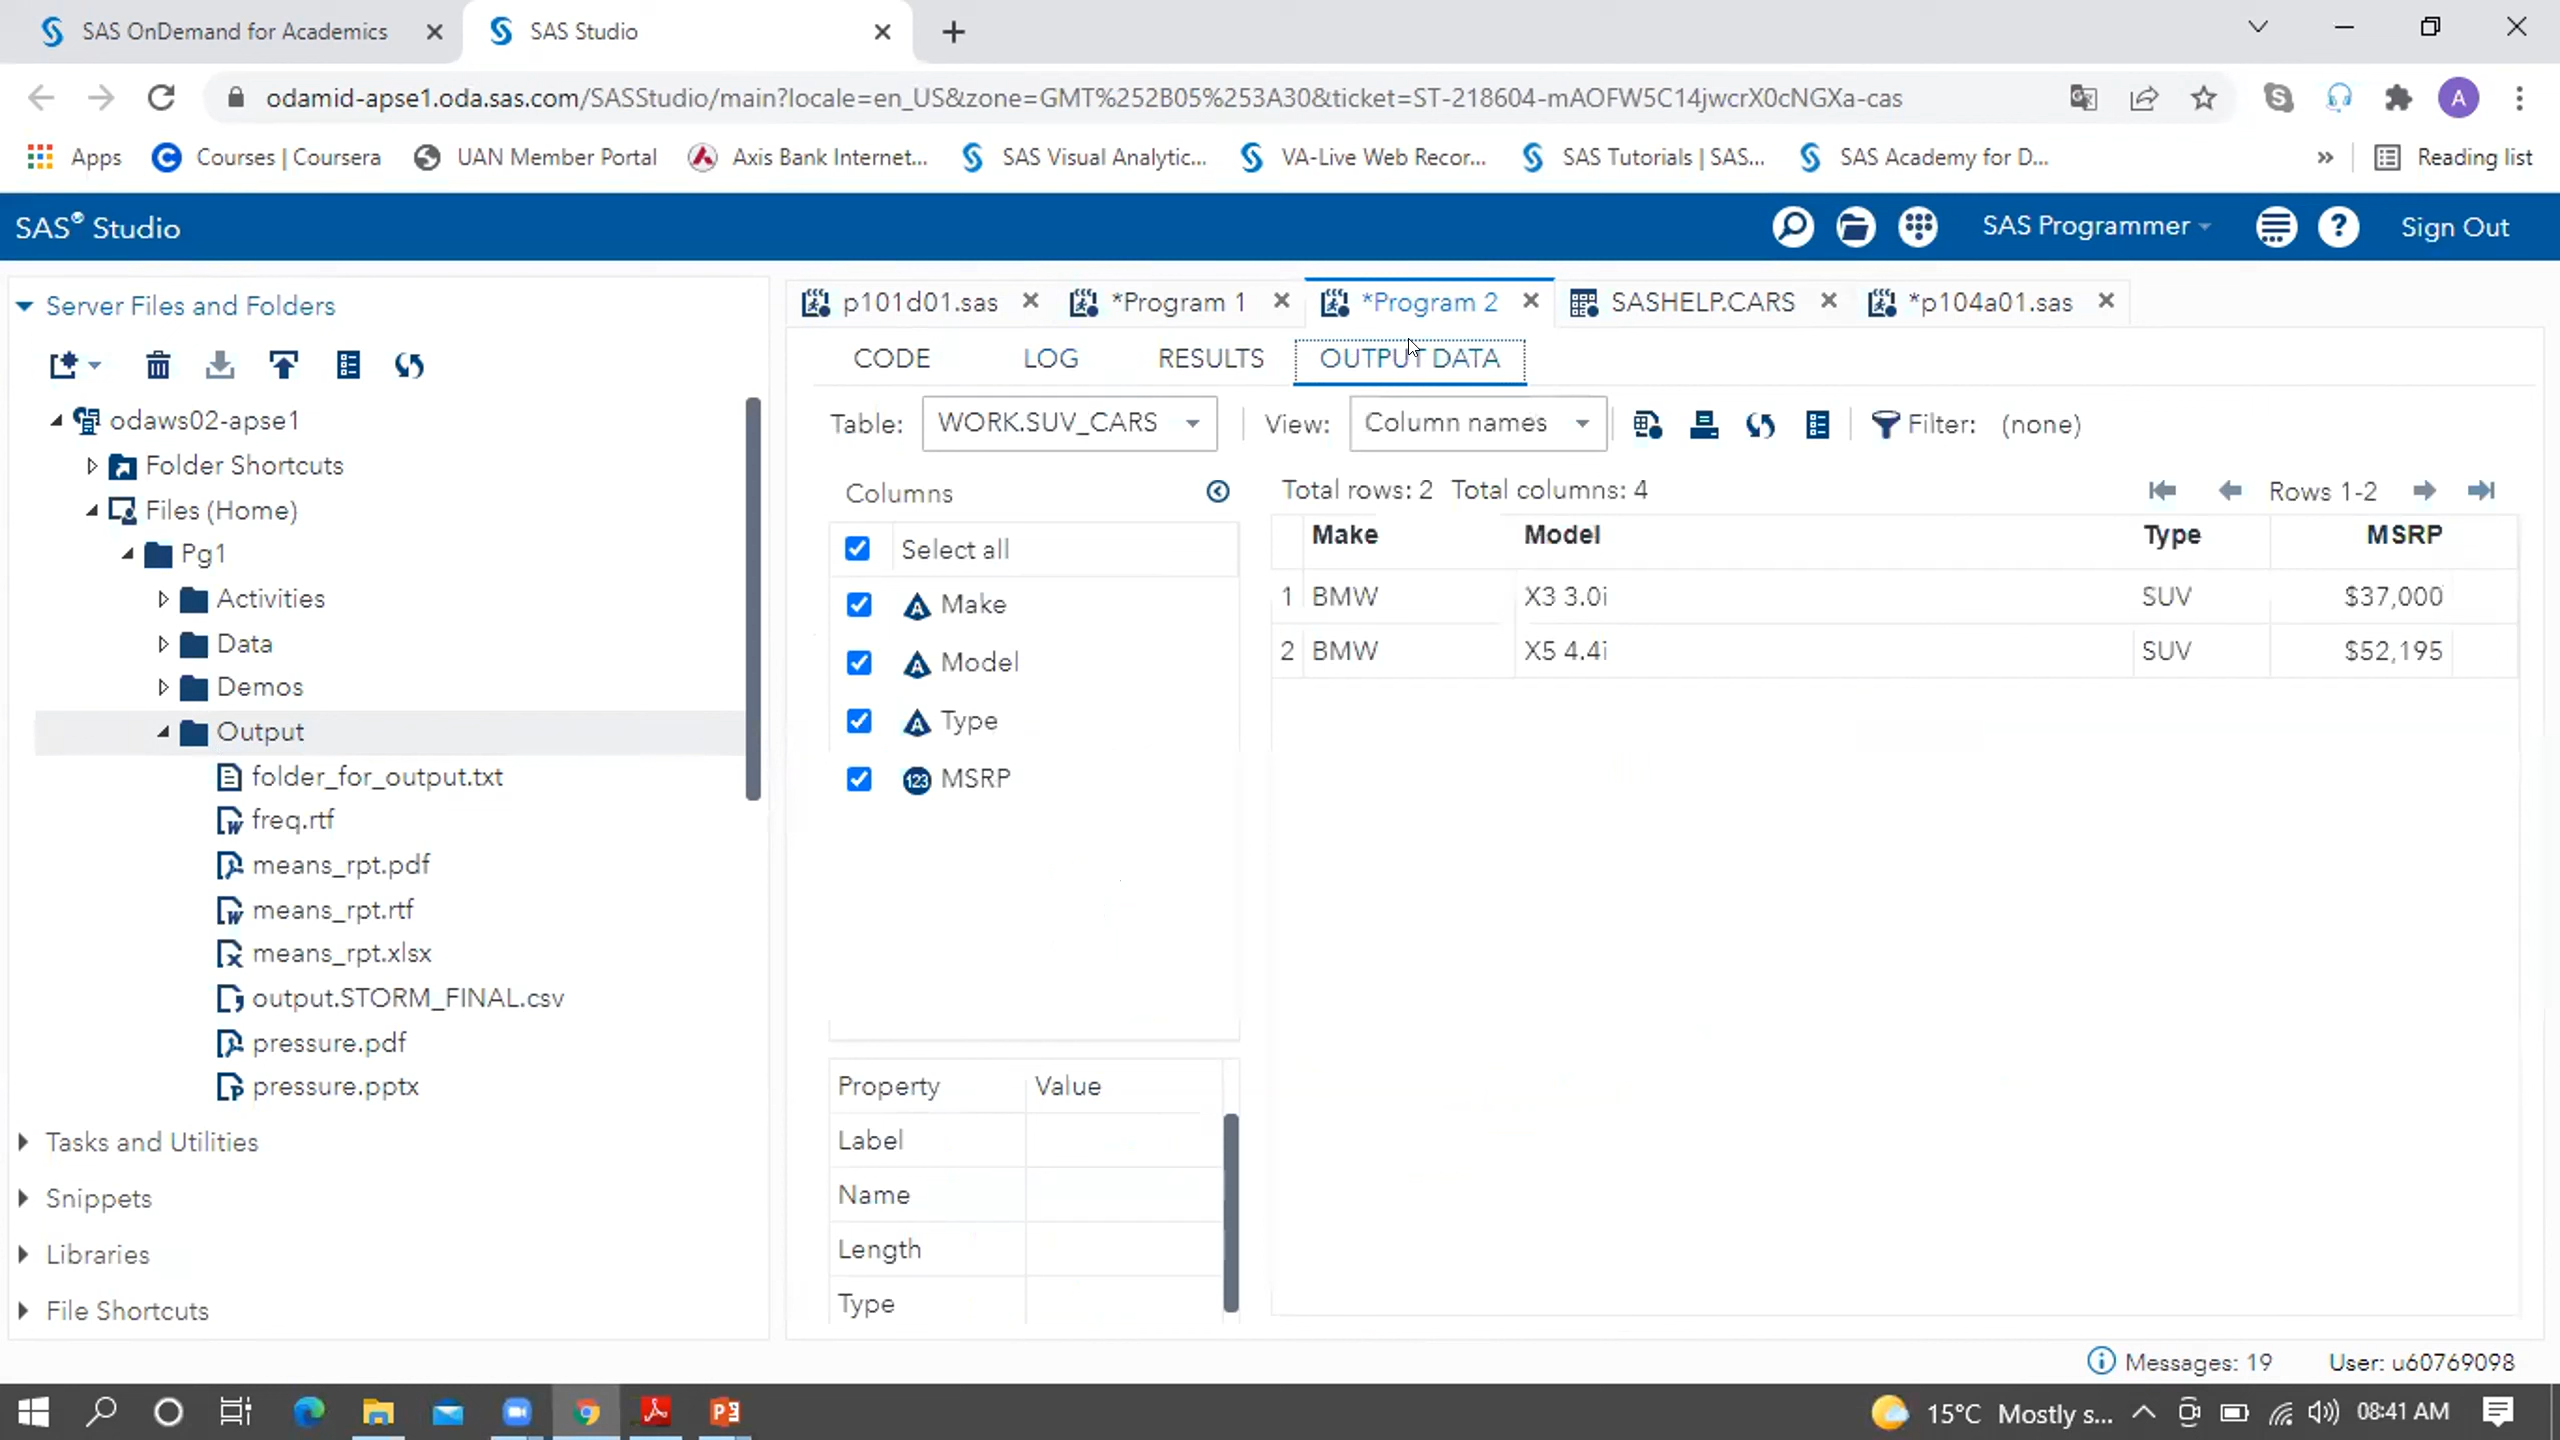 SAS OnDemand for Academics
SAS Studio
odamid-apse1.oda.sas.com/SASStudio/main?locale=en_US&zone=GMT%252B05%253A30&ticket=ST-218604-mAOFW5C14jwcrX0cNGXa-cas
A
Apps
Courses | Coursera
UAN Member Portal
Axis Bank Internet...
SAS Visual Analytic...
VA-Live Web Recor...
SAS Tutorials | SAS...
SAS Academy for D...
»
Reading list
SAS® Studio
SAS Programmer
Sign Out
Server Files and Folders
odaws02-apse1
Folder Shortcuts
Files (Home)
Pg1
Activities
Data
Demos
Output
folder_for_output.txt
freq.rtf
means_rpt.pdf
means_rpt.rtf
means_rpt.xlsx
output.STORM_FINAL.csv
pressure.pdf
pressure.pptx
Tasks and Utilities
Snippets
Libraries
File Shortcuts
p101d01.sas
*Program 1
*Program 2
SASHELP.CARS
*p104a01.sas
CODE LOG RESULTS OUTPUT DATA
Table: WORK.SUV_CARS View: Column names Filter: (none)
Columns
Select all
Make
Model
Type
MSRP
Property Value
Label
Name
Length
Type
Total rows: 2 Total columns: 4
Rows 1-2
Make Model Type MSRP
1 BMW X3 3.0i SUV $37,000
2 BMW X5 4.4i SUV $52,195
Messages: 19 User: u60769098
15°C Mostly s...
08:41 AM